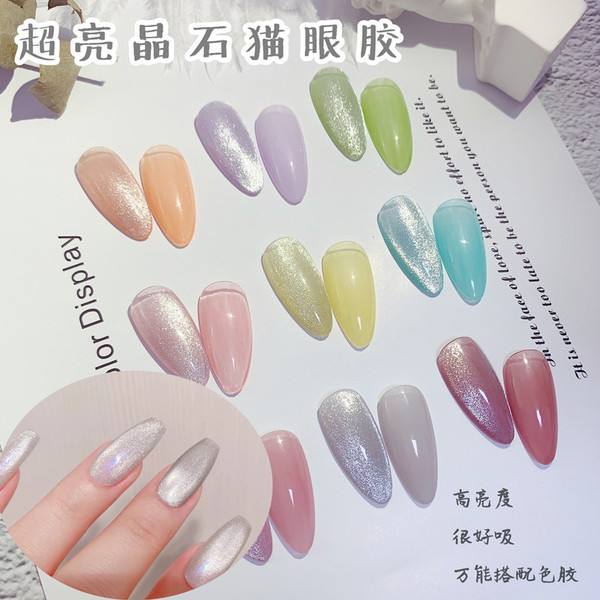 超亮晶石猫眼胶
In the face of love, spare no effort to like it.
It is never too late to be the person you want to be.
olor Display
高亮度
很好吸
万能搭配色胶